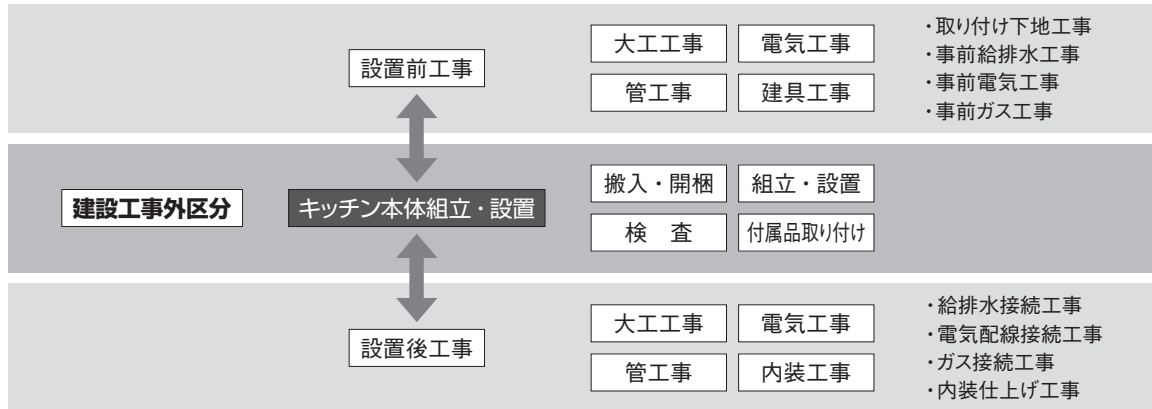 設置前工事
大工工事
電気工事
管工事
建具工事
・取り付け下地工事
・事前給排水工事
・事前電気工事
・事前ガス工事
建設工事外区分
キッチン本体組立・設置
搬入・開梱
組立・設置
検　査
付属品取り付け
設置後工事
大工工事
電気工事
管工事
内装工事
・給排水接続工事
・電気配線接続工事
・ガス接続工事
・内装仕上げ工事